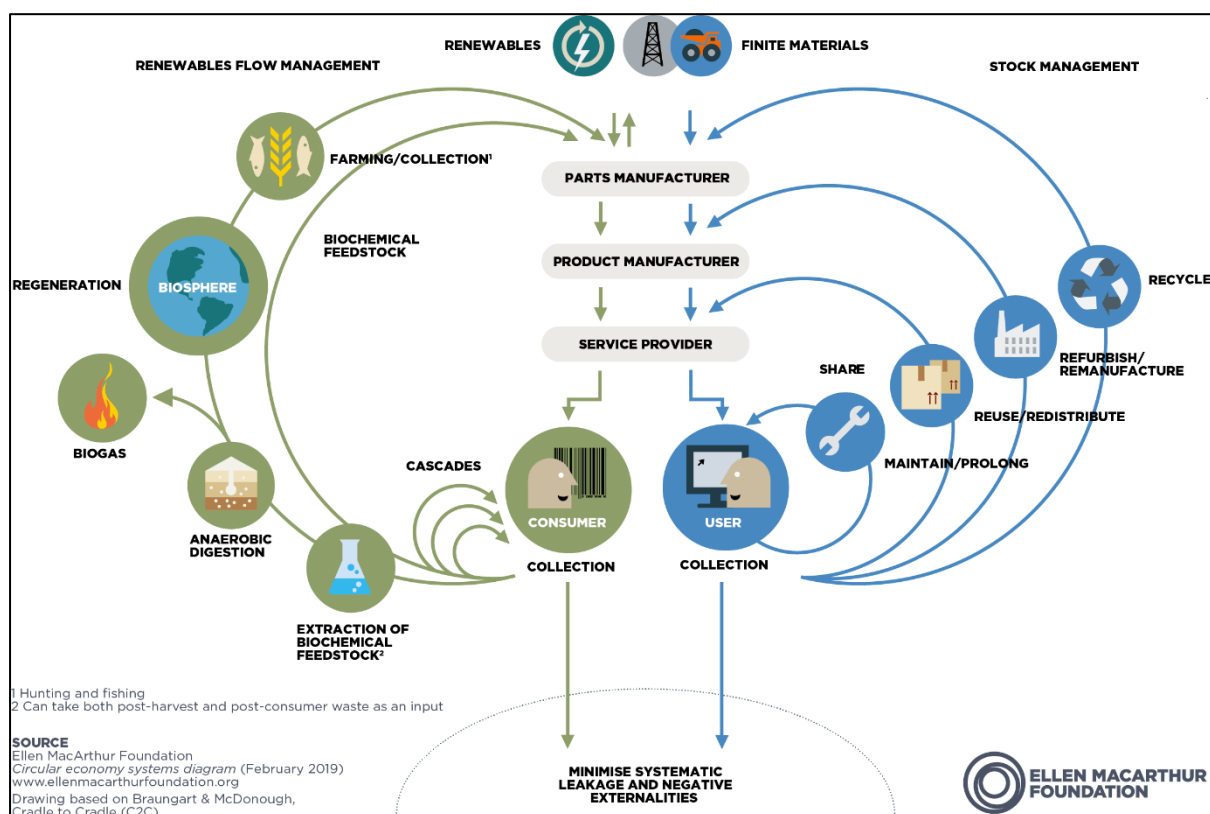 RENEWABLES
FINITE MATERIALS
RENEWABLES FLOW MANAGEMENT
STOCK MANAGEMENT
FARMING/COLLECTION¹
PARTS MANUFACTURER
BIOCHEMICAL
FEEDSTOCK
PRODUCT MANUFACTURER
REGENERATION
BIOSPHERE
RECYCLE
SERVICE PROVIDER
SHARE
REFURBISH/
REMANUFACTURE
REUSE/REDISTRIBUTE
BIOGAS
CASCADES
MAINTAIN/PROLONG
ANAEROBIC
DIGESTION
CONSUMER
USER
COLLECTION
COLLECTION
EXTRACTION OF
BIOCHEMICAL
FEEDSTOCK²
1 Hunting and fishing
2 Can take both post-harvest and post-consumer waste as an input
SOURCE
Ellen MacArthur Foundation
Circular economy systems diagram (February 2019)
www.ellenmacarthurfoundation.org
Drawing based on Braungart & McDonough,
Cradle to Cradle (C2C)
MINIMISE SYSTEMATIC
LEAKAGE AND NEGATIVE
EXTERNALITIES
ELLEN MACARTHUR
FOUNDATION